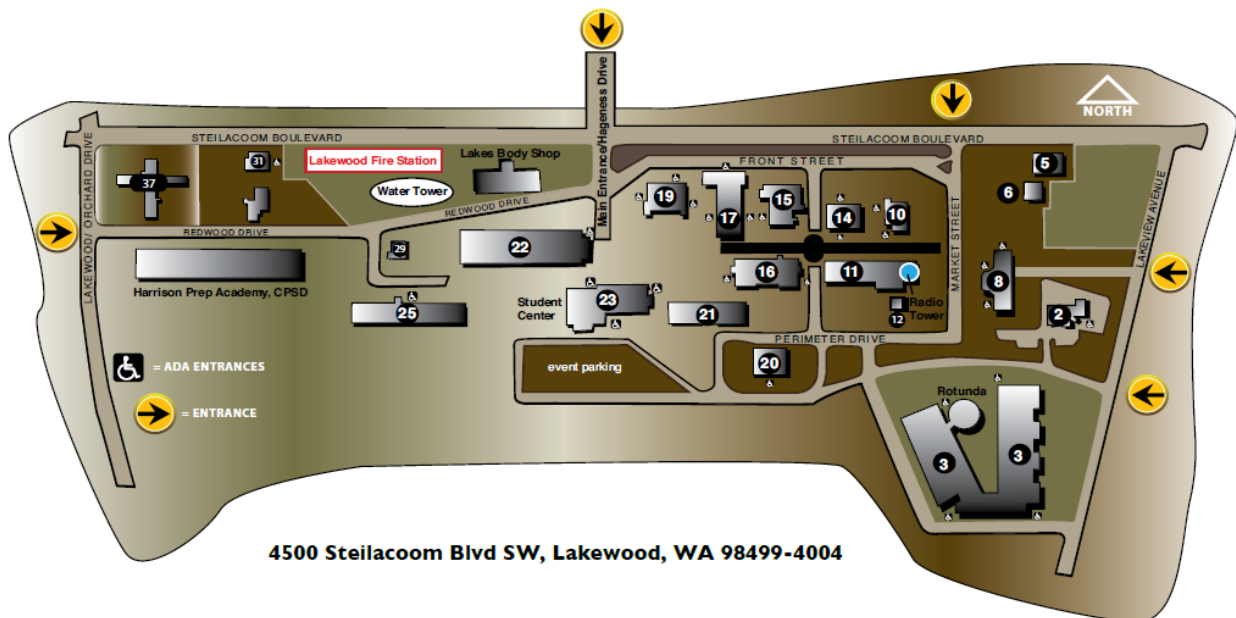 Main Entrance/Hageness Drive
NORTH
STEILACOOM BOULEVARD
STEILACOOM BOULEVARD
LAKEWOOD/ ORCHARD DRIVE
31
Lakewood Fire Station
Lakes Body Shop
FRONT STREET
5
37
Water Tower
6
19
17
15
14
10
REDWOOD DRIVE
REDWOOD DRIVE
MARKET STREET
LAKEVIEW AVENUE
29
22
16
11
8
Harrison Prep Academy, CPSD
Student
Center
23
21
25
12
Radio
Tower
2
PERIMETER DRIVE
20
event parking
= ADA ENTRANCES
= ENTRANCE
Rotunda
3
3
4500 Steilacoom Blvd SW, Lakewood, WA 98499-4004